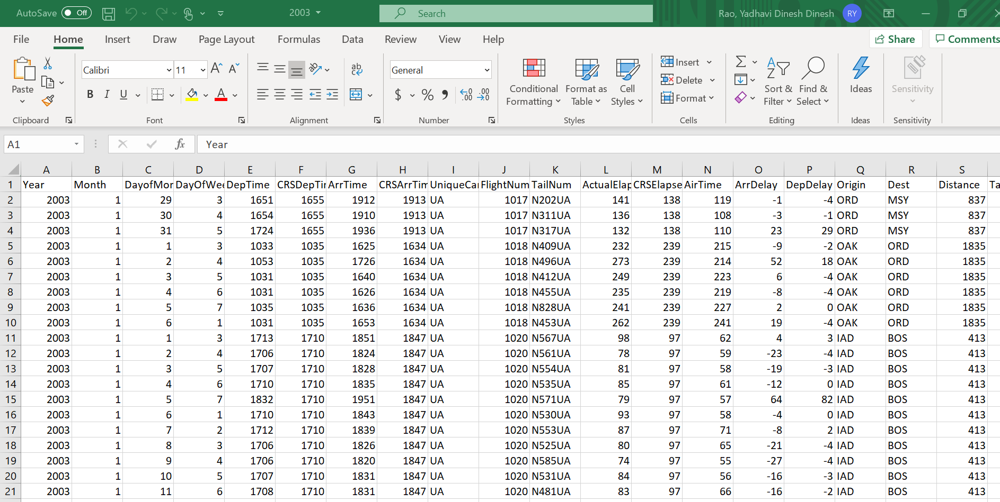 AutoSave Off 2003 Search Rao, Yadhavi Dinesh Dinesh RY
File Home Insert Draw Page Layout Formulas Data Review View Help Share Comments
Calibri 11 General Insert
Delete
Format
Paste Conditional Formatting Format as Table Cell Styles Sort & Filter Find & Select Ideas Sensitivity
Clipboard Font Alignment Number Styles Cells Editing Ideas Sensitivity
A1 fx Year
A B C D E F G H I J K L M N O P Q R S
1 Year Month DayofMor DayOfWee DepTime CRSDepTir ArrTime CRSArrTim UniqueCar FlightNum TailNum ActualElap CRSElapse AirTime ArrDelay DepDelay Origin Dest Distance Ta
2 2003 1 29 3 1651 1655 1912 1913 UA 1017 N202UA 141 138 119 -1 -4 ORD MSY 837
3 2003 1 30 4 1654 1655 1910 1913 UA 1017 N311UA 136 138 108 -3 -1 ORD MSY 837
4 2003 1 31 5 1724 1655 1936 1913 UA 1017 N317UA 132 138 110 23 29 ORD MSY 837
5 2003 1 1 3 1033 1035 1625 1634 UA 1018 N409UA 232 239 215 -9 -2 OAK ORD 1835
6 2003 1 2 4 1053 1035 1726 1634 UA 1018 N496UA 273 239 214 52 18 OAK ORD 1835
7 2003 1 3 5 1031 1035 1640 1634 UA 1018 N412UA 249 239 223 6 -4 OAK ORD 1835
8 2003 1 4 6 1031 1035 1626 1634 UA 1018 N455UA 235 239 219 -8 -4 OAK ORD 1835
9 2003 1 5 7 1035 1035 1636 1634 UA 1018 N828UA 241 239 227 2 0 OAK ORD 1835
10 2003 1 6 1 1031 1035 1653 1634 UA 1018 N453UA 262 239 241 19 -4 OAK ORD 1835
11 2003 1 1 3 1713 1710 1851 1847 UA 1020 N567UA 98 97 62 4 3 IAD BOS 413
12 2003 1 2 4 1706 1710 1824 1847 UA 1020 N561UA 78 97 59 -23 -4 IAD BOS 413
13 2003 1 3 5 1707 1710 1828 1847 UA 1020 N554UA 81 97 58 -19 -3 IAD BOS 413
14 2003 1 4 6 1710 1710 1835 1847 UA 1020 N535UA 85 97 61 -12 0 IAD BOS 413
15 2003 1 5 7 1832 1710 1951 1847 UA 1020 N571UA 79 97 57 64 82 IAD BOS 413
16 2003 1 6 1 1710 1710 1843 1847 UA 1020 N530UA 93 97 58 -4 0 IAD BOS 413
17 2003 1 7 2 1712 1710 1839 1847 UA 1020 N553UA 87 97 71 -8 2 IAD BOS 413
18 2003 1 8 3 1706 1710 1826 1847 UA 1020 N525UA 80 97 65 -21 -4 IAD BOS 413
19 2003 1 9 4 1706 1710 1820 1847 UA 1020 N585UA 74 97 55 -27 -4 IAD BOS 413
20 2003 1 10 5 1707 1710 1831 1847 UA 1020 N531UA 84 97 56 -16 -3 IAD BOS 413
21 2003 1 11 6 1708 1710 1831 1847 UA 1020 N481UA 83 97 66 -16 -2 IAD BOS 413